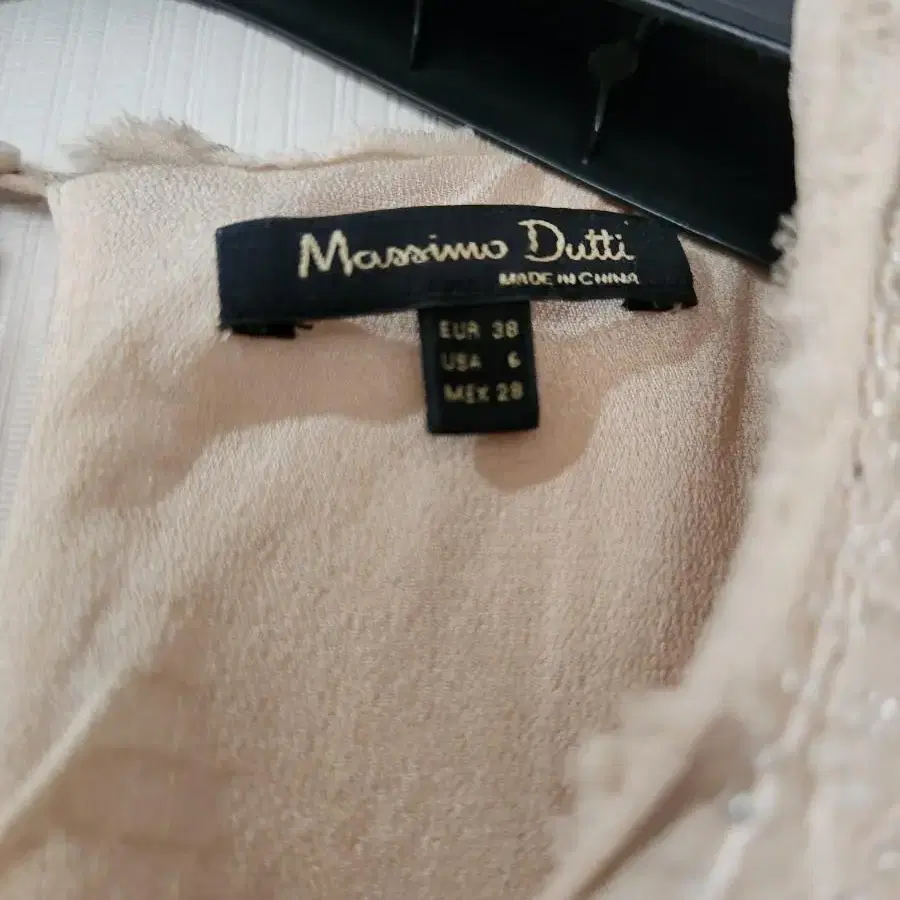 Massimo Dutti
MADE IN CHINA
EUR 38
USA 6
MEX 28